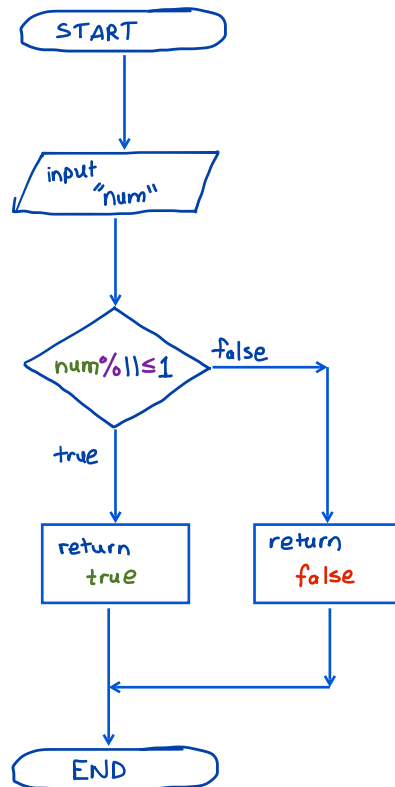 START
input
"num"
num%11≤1
false
true
return
true
return
false
END